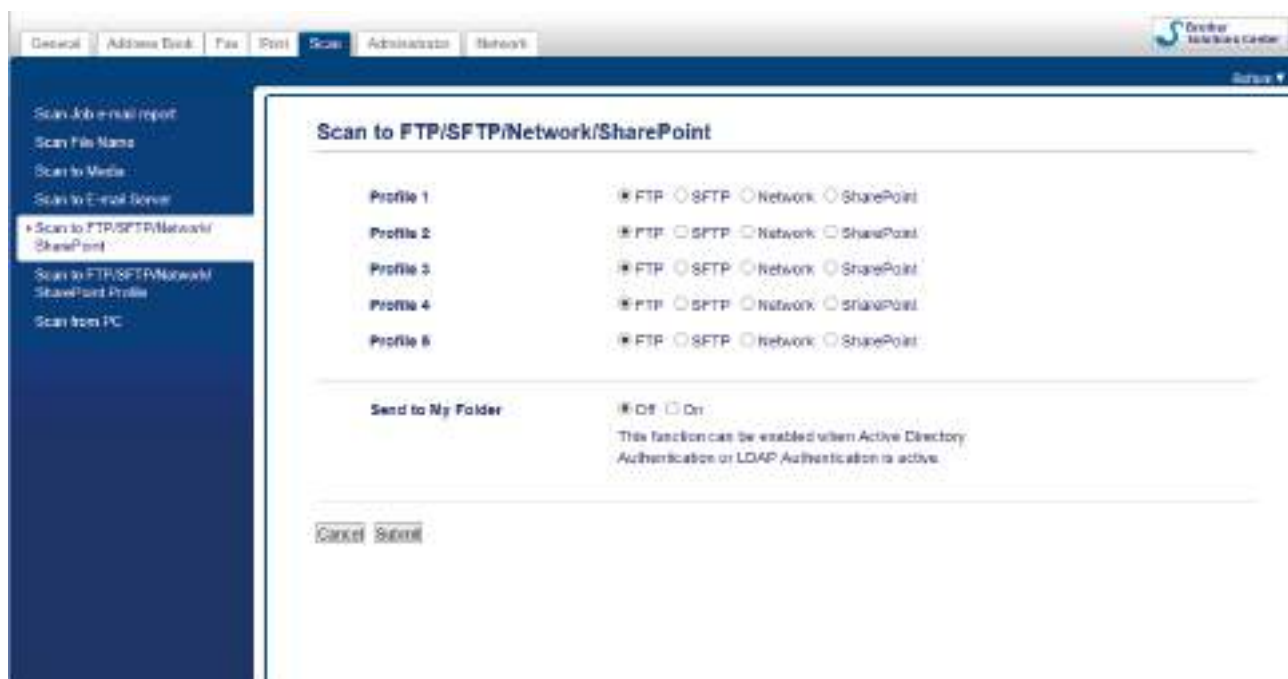 General Address Book Fax Print Scan Administrator Network
Brother
Solutions Center
Scan Job e-mail report
Scan File Name
Scan to Media
Scan to E-mail Server
Scan to FTP/SFTP/Network/
SharePoint
Scan to FTP/SFTP/Network/
SharePoint Profile
Scan from PC
Scan to FTP/SFTP/Network/SharePoint
Profile 1 FTP SFTP Network SharePoint
Profile 2 FTP SFTP Network SharePoint
Profile 3 FTP SFTP Network SharePoint
Profile 4 FTP SFTP Network SharePoint
Profile 5 FTP SFTP Network SharePoint
Send to My Folder Off On
This function can be enabled when Active Directory
Authentication or LDAP Authentication is active
Cancel Submit